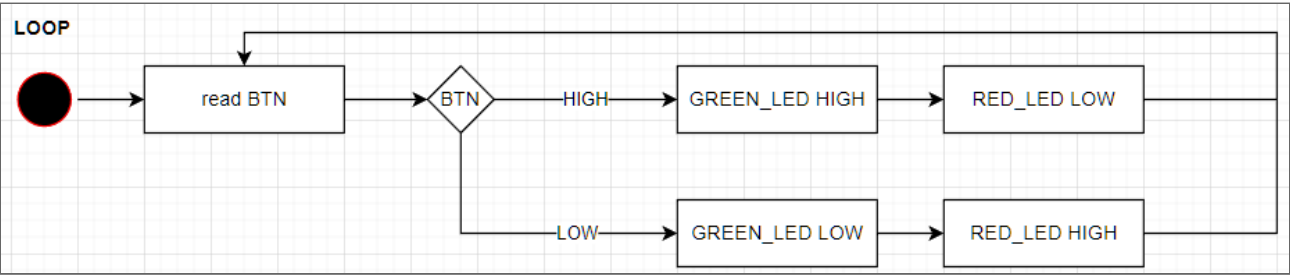 LOOP
read BTN
BTN
HIGH
GREEN_LED HIGH
RED_LED LOW
LOW
GREEN_LED LOW
RED_LED HIGH